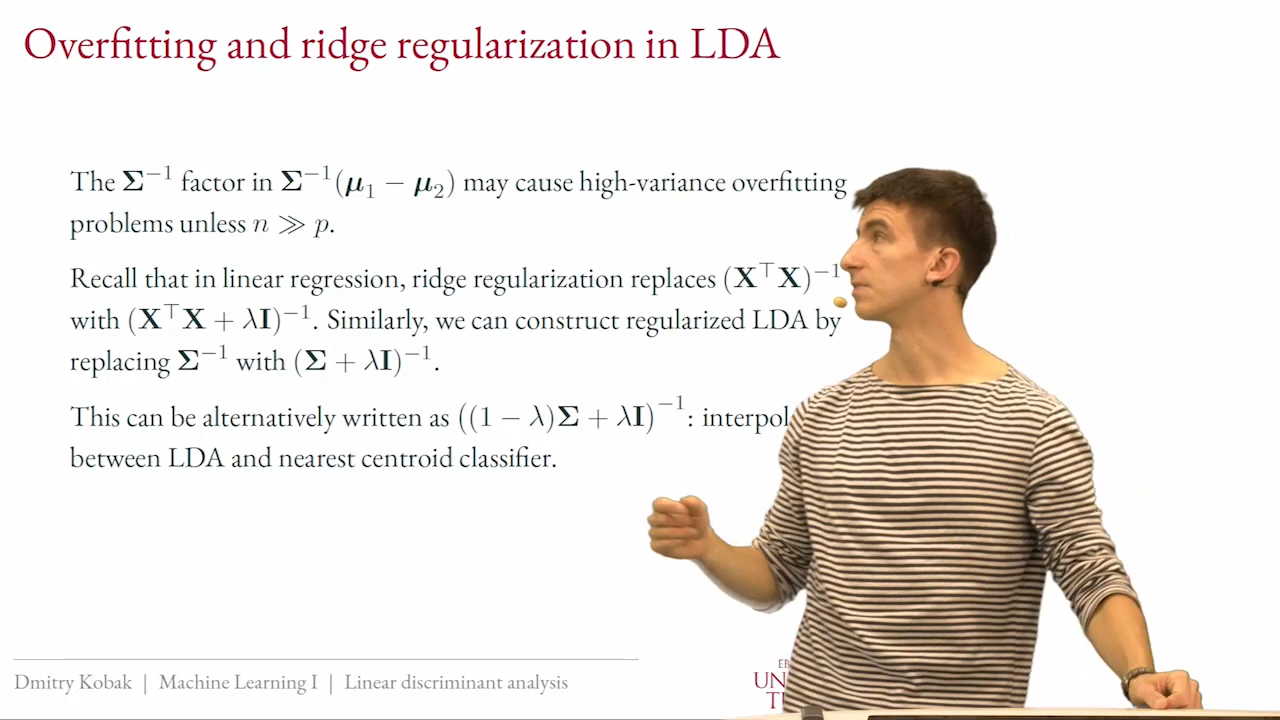 Overfitting and ridge regularization in LDA
The Σ⁻¹ factor in Σ⁻¹(μ₁ − μ₂) may cause high-variance overfitting
problems unless n ≫ p.
Recall that in linear regression, ridge regularization replaces (X⊤X)⁻¹
with (X⊤X + λI)⁻¹. Similarly, we can construct regularized LDA by
replacing Σ⁻¹ with (Σ + λI)⁻¹.
This can be alternatively written as ((1 − λ)Σ + λI)⁻¹: interpol
between LDA and nearest centroid classifier.
Dmitry Kobak | Machine Learning I | Linear discriminant analysis